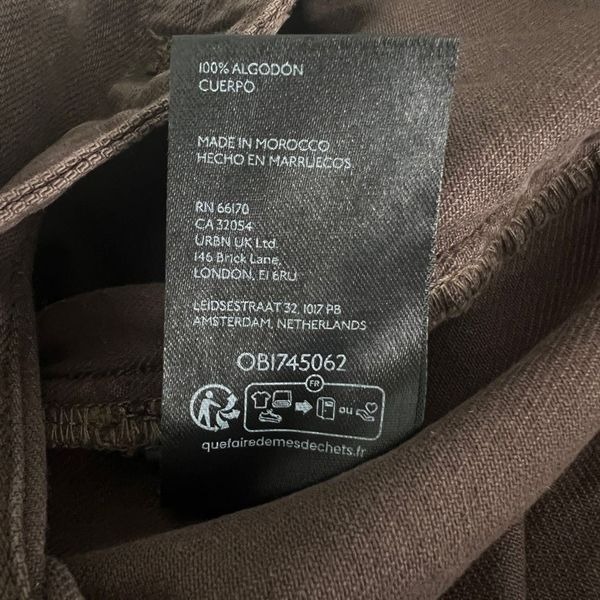 100% ALGODÓN
CUERPO
MADE IN MOROCCO
HECHO EN MARRUECOS
RN 66170
CA 32054
URBN UK Ltd.
146 Brick Lane,
LONDON, E1 6RU
LEIDSESTRAAT 32, 1017 PB
AMSTERDAM, NETHERLANDS
OB1745062
FR
ou
quefairedemesdechets.fr